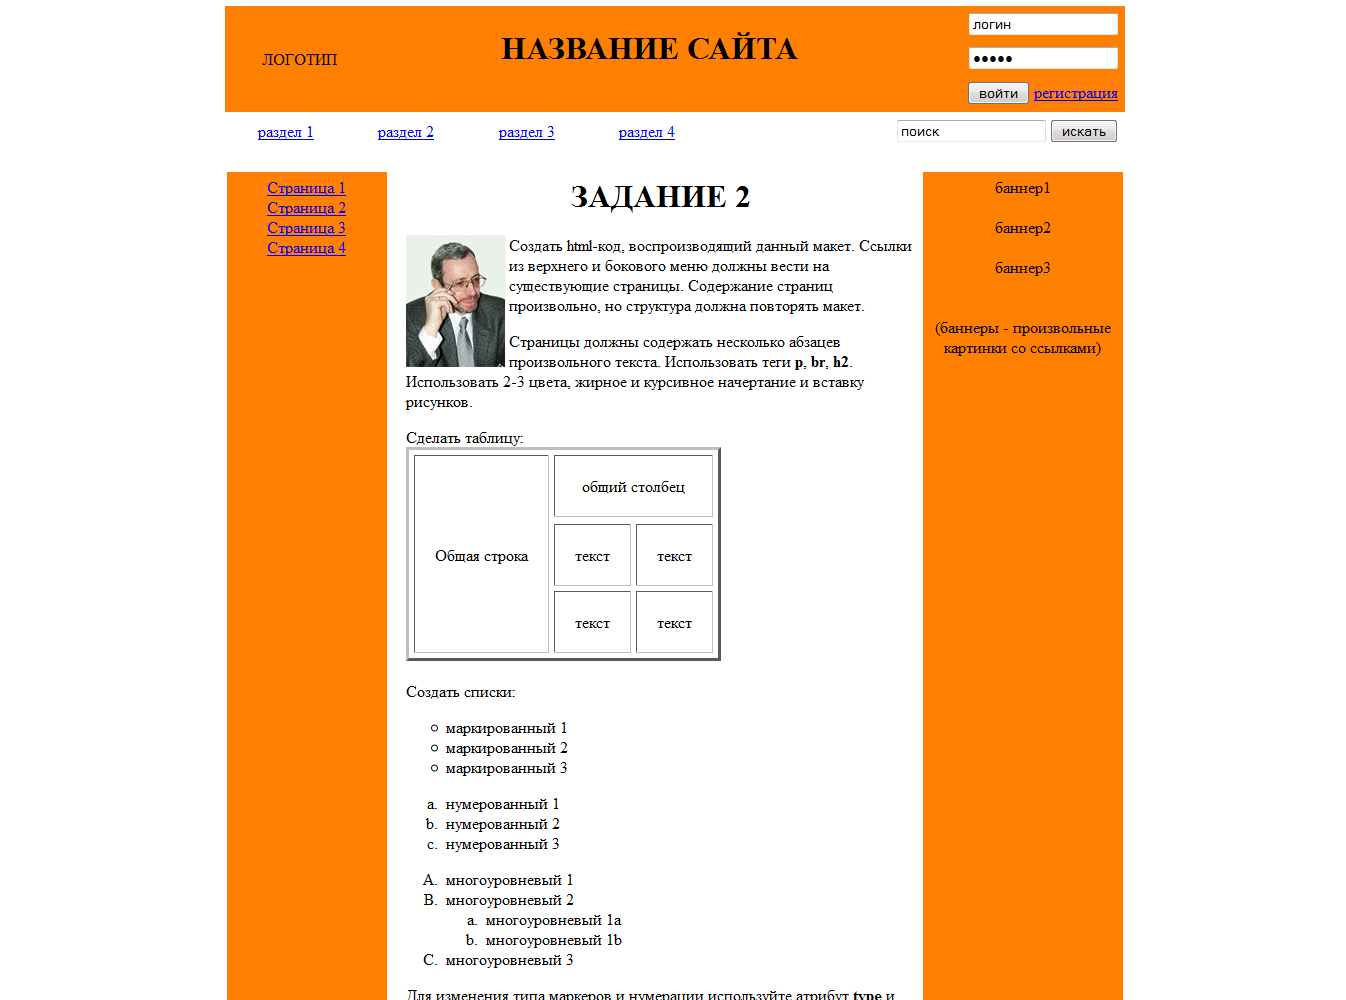 ЛОГОТИП
НАЗВАНИЕ САЙТА
логин
●●●●●
войти регистрация
раздел 1 раздел 2 раздел 3 раздел 4
поиск искать
Страница 1
Страница 2
Страница 3
Страница 4
ЗАДАНИЕ 2
Создать html-код, воспроизводящий данный макет. Ссылки
из верхнего и бокового меню должны вести на
существующие страницы. Содержание страниц
произвольно, но структура должна повторять макет.
Страницы должны содержать несколько абзацев
произвольного текста. Использовать теги p, br, h2.
Использовать 2-3 цвета, жирное и курсивное начертание и вставку
рисунков.
Сделать таблицу:
общий столбец
Общая строка
текст текст
текст текст
Создать списки:
маркированный 1
маркированный 2
маркированный 3
a. нумерованный 1
b. нумерованный 2
c. нумерованный 3
A. многоуровневый 1
B. многоуровневый 2
a. многоуровневый 1a
b. многоуровневый 1b
C. многоуровневый 3
Для изменения типа маркеров и нумерации используйте атрибут type и
баннер1
баннер2
баннер3
(баннеры - произвольные
картинки со ссылками)